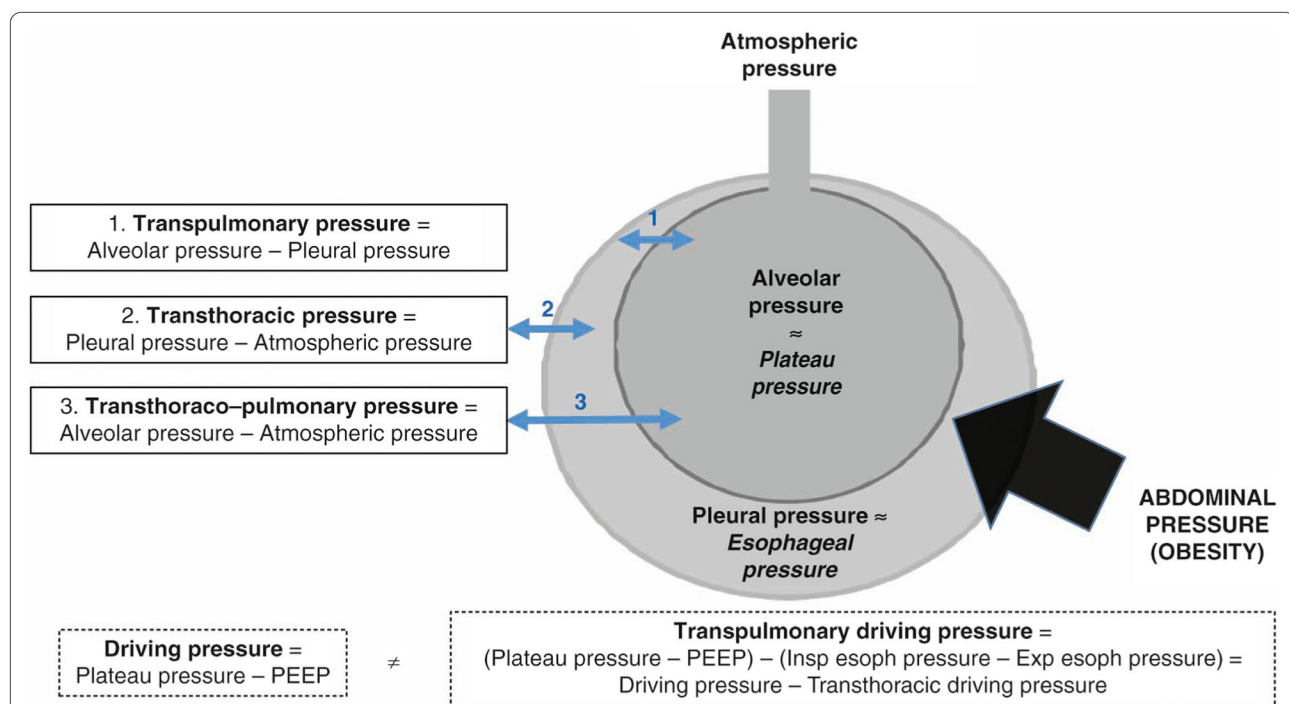 Atmospheric
pressure
1. Transpulmonary pressure =
Alveolar pressure – Pleural pressure
1
2. Transthoracic pressure =
Pleural pressure – Atmospheric pressure
2
3. Transthoraco–pulmonary pressure =
Alveolar pressure – Atmospheric pressure
3
Alveolar
pressure
≈
Plateau
pressure
Pleural pressure ≈
Esophageal
pressure
ABDOMINAL
PRESSURE
(OBESITY)
Driving pressure =
Plateau pressure – PEEP
≠
Transpulmonary driving pressure =
(Plateau pressure – PEEP) – (Insp esoph pressure – Exp esoph pressure) =
Driving pressure – Transthoracic driving pressure